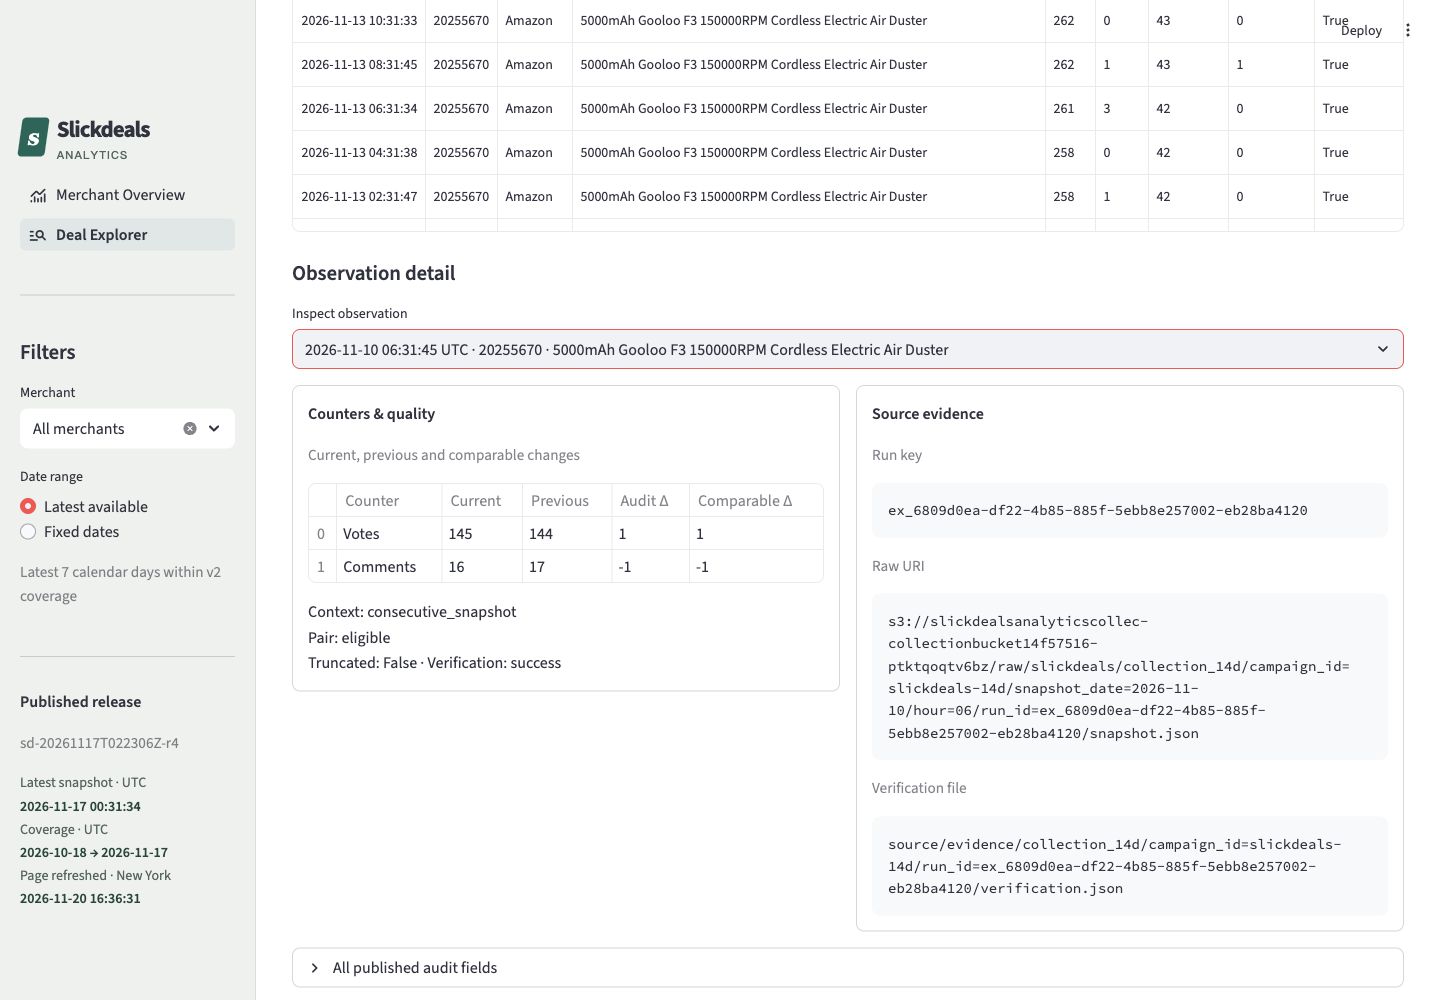 Slickdeals
ANALYTICS
Merchant Overview
Deal Explorer
Filters
Merchant
All merchants
Date range
Latest available
Fixed dates
Latest 7 calendar days within v2
coverage
Published release
sd-20261117T022306Z-r4
Latest snapshot · UTC
2026-11-17 00:31:34
Coverage · UTC
2026-10-18 → 2026-11-17
Page refreshed · New York
2026-11-20 16:36:31
Deploy
2026-11-13 10:31:33 20255670 Amazon 5000mAh Gooloo F3 150000RPM Cordless Electric Air Duster 262 0 43 0 True
2026-11-13 08:31:45 20255670 Amazon 5000mAh Gooloo F3 150000RPM Cordless Electric Air Duster 262 1 43 1 True
2026-11-13 06:31:34 20255670 Amazon 5000mAh Gooloo F3 150000RPM Cordless Electric Air Duster 261 3 42 0 True
2026-11-13 04:31:38 20255670 Amazon 5000mAh Gooloo F3 150000RPM Cordless Electric Air Duster 258 0 42 0 True
2026-11-13 02:31:47 20255670 Amazon 5000mAh Gooloo F3 150000RPM Cordless Electric Air Duster 258 1 42 0 True
Observation detail
Inspect observation
2026-11-10 06:31:45 UTC · 20255670 · 5000mAh Gooloo F3 150000RPM Cordless Electric Air Duster
Counters & quality
Current, previous and comparable changes
Counter Current Previous Audit Δ Comparable Δ
0 Votes 145 144 1 1
1 Comments 16 17 -1 -1
Context: consecutive_snapshot
Pair: eligible
Truncated: False · Verification: success
Source evidence
Run key
ex_6809d0ea-df22-4b85-885f-5ebb8e257002-eb28ba4120
Raw URI
s3://slickdealsanalyticscollec-
collectionbucket14f57516-
ptktqoqtv6bz/raw/slickdeals/collection_14d/campaign_id=
slickdeals-14d/snapshot_date=2026-11-
10/hour=06/run_id=ex_6809d0ea-df22-4b85-885f-
5ebb8e257002-eb28ba4120/snapshot.json
Verification file
source/evidence/collection_14d/campaign_id=slickdeals-
14d/run_id=ex_6809d0ea-df22-4b85-885f-5ebb8e257002-
eb28ba4120/verification.json
All published audit fields